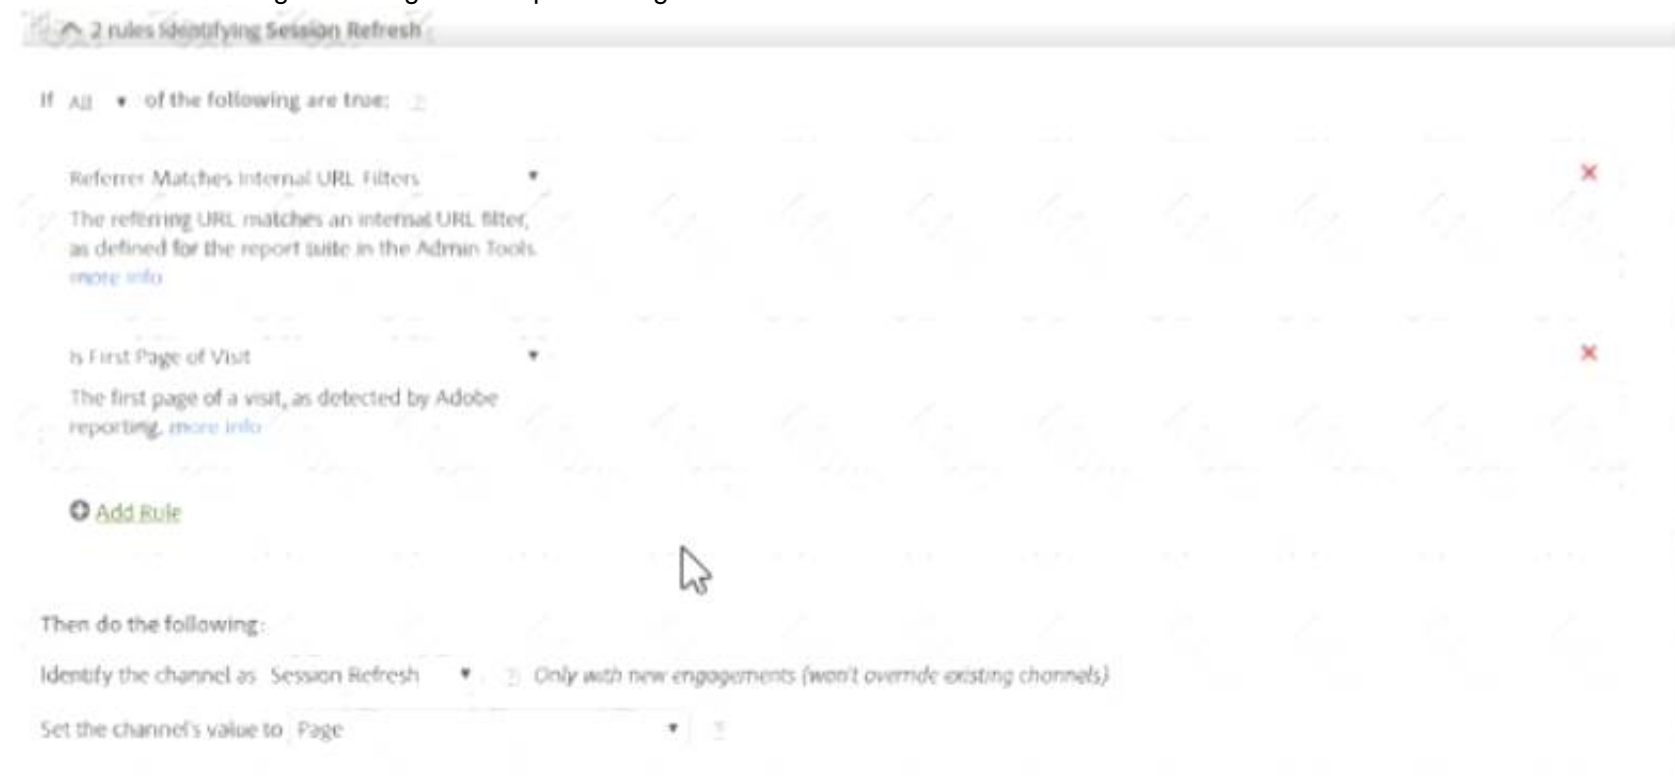 2 rules Identifying Session Refresh
If All of the following are true: ?
Referrer Matches Internal URL Filters
The referring URL matches an internal URL filter,
as defined for the report suite in the Admin Tools.
more info
Is First Page of Visit
The first page of a visit, as detected by Adobe
reporting. more info
Add Rule
Then do the following:
Identify the channel as Session Refresh ? Only with new engagements (won't override existing channels)
Set the channel's value to Page ?